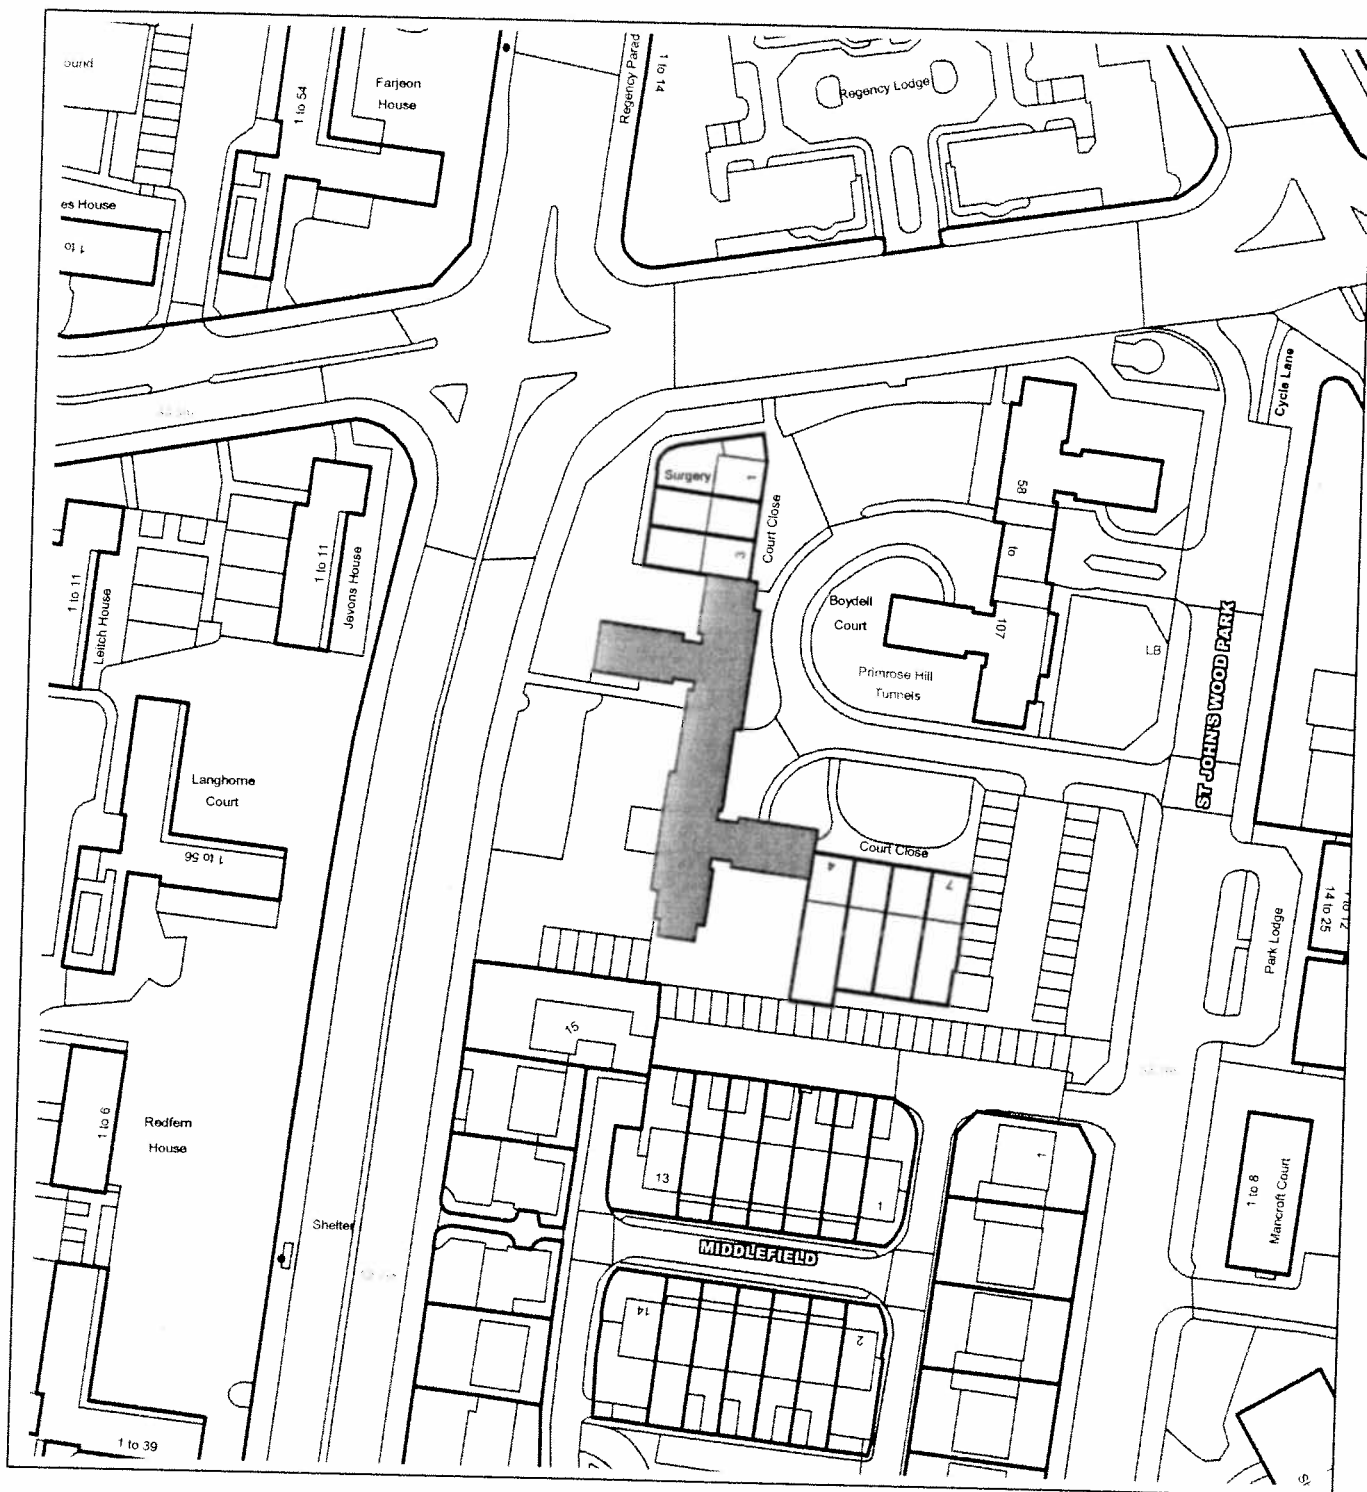 ound
1 to 54
Farjeon
House
Regency Parad
1 to 14
Regency Lodge
es House
1 to
Cycle Lane
Surgery
1
3
Court Close
58
to
107
Boydell
Court
Primrose Hill
Tunnels
LB
ST JOHN'S WOOD PARK
1 to 11
Jevons House
1 to 11
Leitch House
Langhorne
Court
1 to 56
Court Close
4
7
14 to 25
Park Lodge
15
1 to 6
Redfern
House
Shelter
13
1
MIDDLEFIELD
14
2
1
1 to 8
Mancroft Court
1 to 39